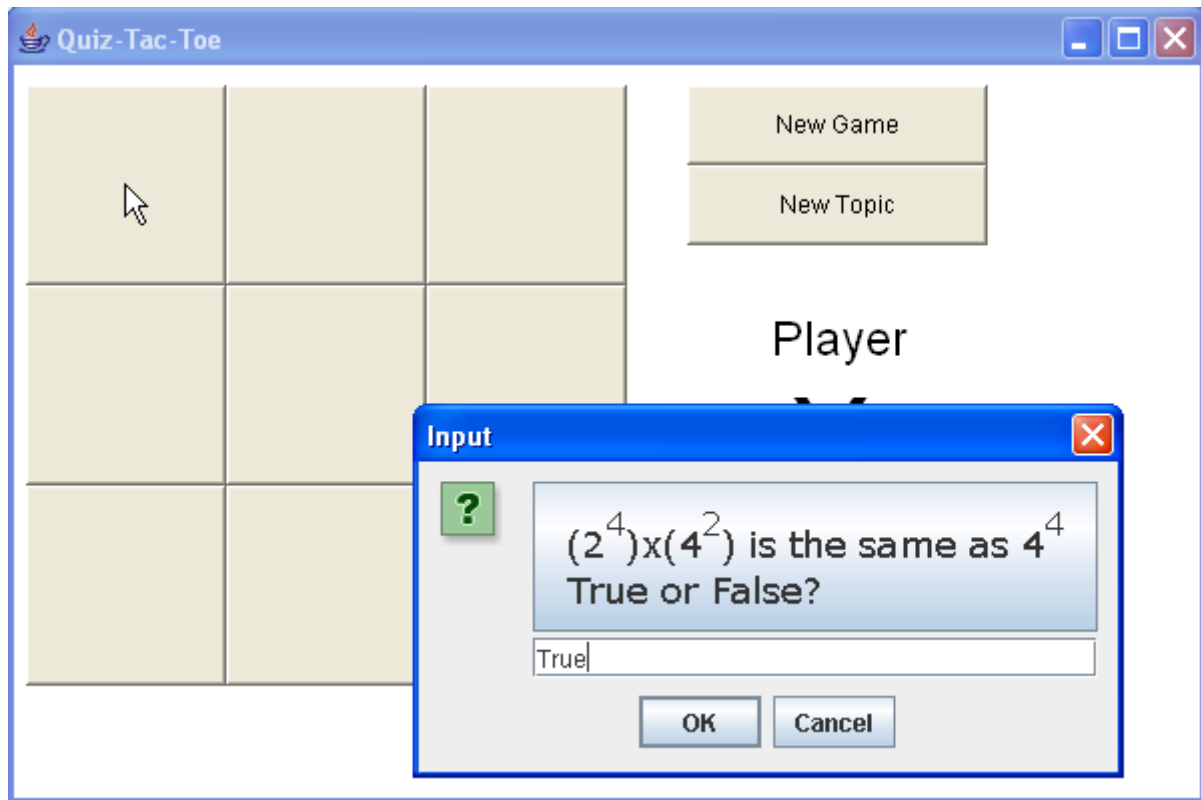 Quiz-Tac-Toe
New Game
New Topic
Player
Input
?
(2⁴)x(4²) is the same as 4⁴
True or False?
True
OK
Cancel